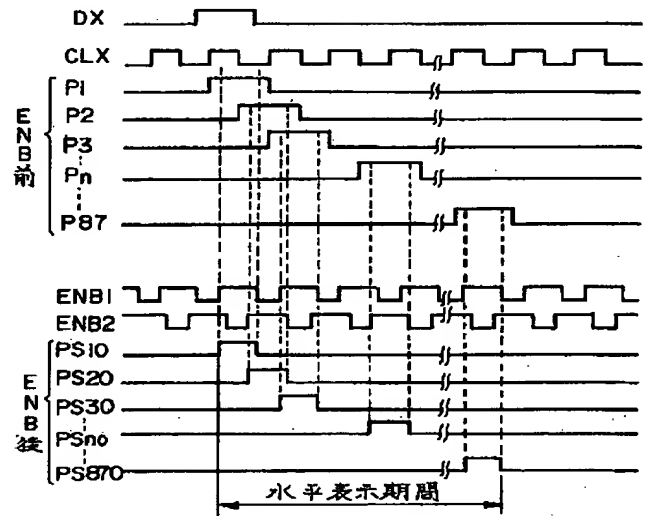 DX
CLX
ENB前
P1
P2
P3
Pn
P87
ENB1
ENB2
ENB後
PS10
PS20
PS30
PSn0
PS870
水平表示期間